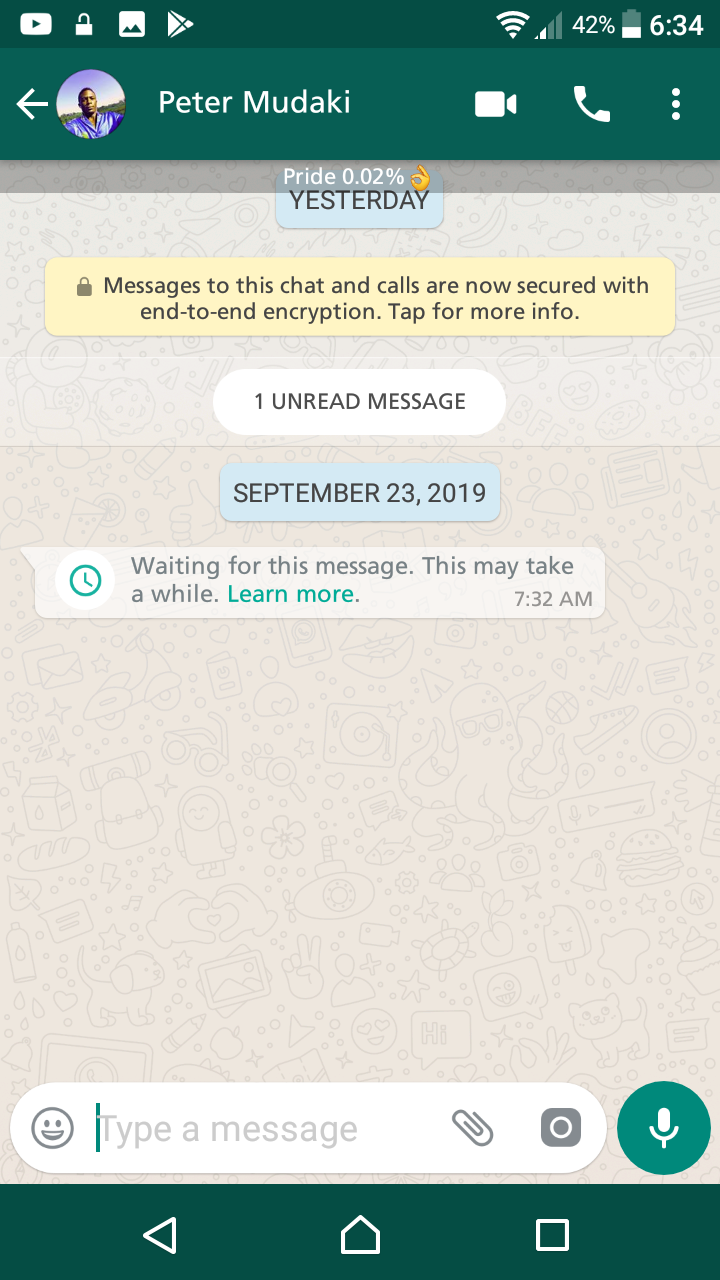 42% 6:34
Peter Mudaki
Pride 0.02%👌
YESTERDAY
Messages to this chat and calls are now secured with
end-to-end encryption. Tap for more info.
1 UNREAD MESSAGE
SEPTEMBER 23, 2019
Waiting for this message. This may take
a while. Learn more.
7:32 AM
Hi
Type a message